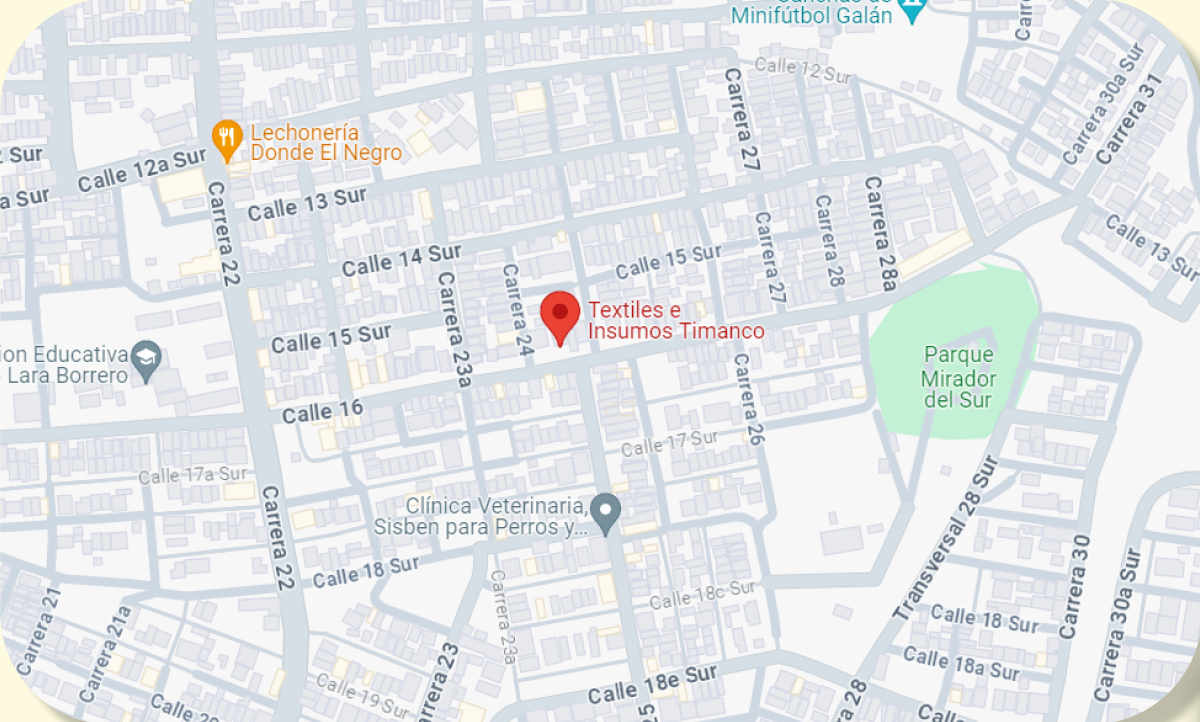 Minifútbol Galán
Carrera 30a Sur
Carrera 31
Calle 12 Sur
Carrera 27
Lechonería
Donde El Negro
Sur
Calle 12a Sur
a Sur
Calle 13 Sur
Carrera 22
Carrera 28
Carrera 28a
Calle 13 Sur
Calle 14 Sur
Calle 15 Sur
Carrera 27
Carrera 23a
Carrera 24
Textiles e
Insumos Timanco
Calle 15 Sur
ion Educativa
Lara Borrero
Parque
Mirador
del Sur
Carrera 26
Calle 16
Calle 17 Sur
Calle 17a Sur
Carrera 22
Clínica Veterinaria,
Sisben para Perros y...
Transversal 28 Sur
Carrera 30
Carrera 30a Sur
Calle 18 Sur
Carrera 23a
Calle 18c Sur
Calle 18 Sur
Carrera 21
Carrera 21a
Carrera 23
Calle 18a Sur
Calle 18e Sur
Calle 19 Sur
28